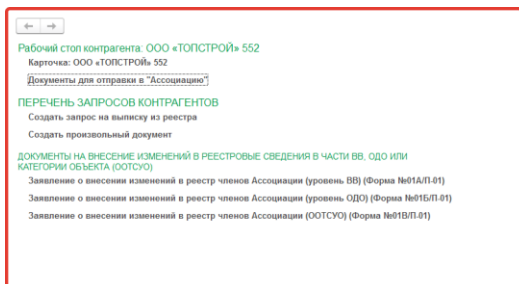 Рабочий стол контрагента: ООО «ТОПСТРОЙ» 552
Карточка: ООО «ТОПСТРОЙ» 552
Документы для отправки в "Ассоциацию"
ПЕРЕЧЕНЬ ЗАПРОСОВ КОНТРАГЕНТОВ
Создать запрос на выписку из реестра
Создать произвольный документ
ДОКУМЕНТЫ НА ВНЕСЕНИЕ ИЗМЕНЕНИЙ В РЕЕСТРОВЫЕ СВЕДЕНИЯ В ЧАСТИ ВВ, ОДО ИЛИ
КАТЕГОРИИ ОБЪЕКТА (ООТСУО)
Заявление о внесении изменений в реестр членов Ассоциации (уровень ВВ) (Форма №01А/П-01)
Заявление о внесении изменений в реестр членов Ассоциации (уровень ОДО) (Форма №01Б/П-01)
Заявление о внесении изменений в реестр членов Ассоциации (ООТСУО) (Форма №01В/П-01)